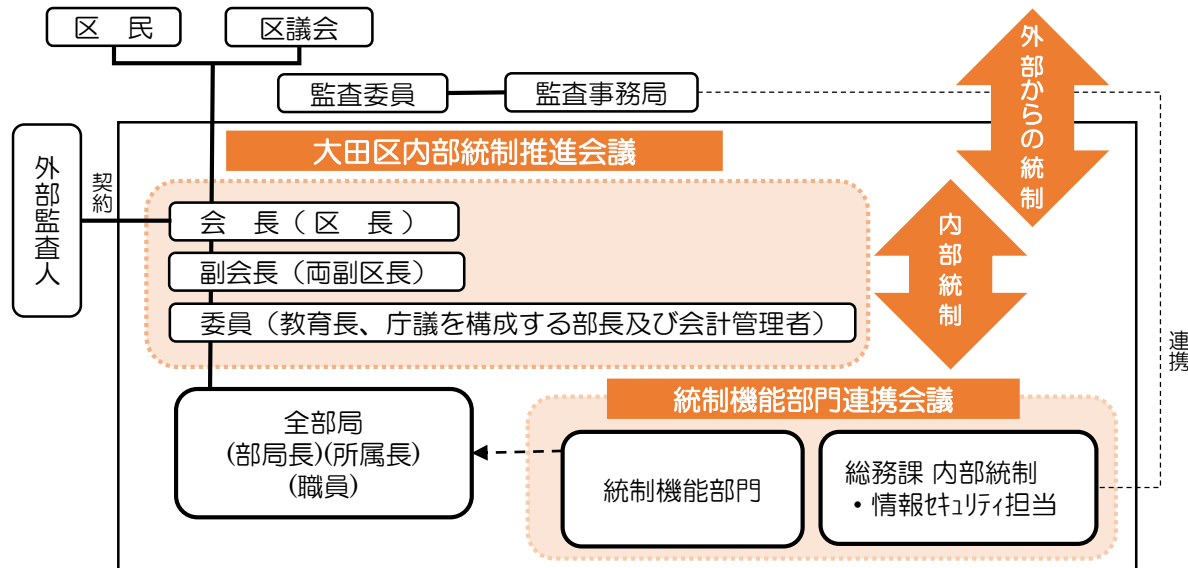 区　民
区議会
監査委員
監査事務局
外部からの統制
大田区内部統制推進会議
外部監査人
契約
会　長（区　長）
副会長（両副区長）
委員（教育長、庁議を構成する部長及び会計管理者）
内部統制
連携
統制機能部門連携会議
全部局
(部局長)(所属長)
(職員)
統制機能部門
総務課 内部統制
・情報ｾｷｭﾘﾃｨ担当